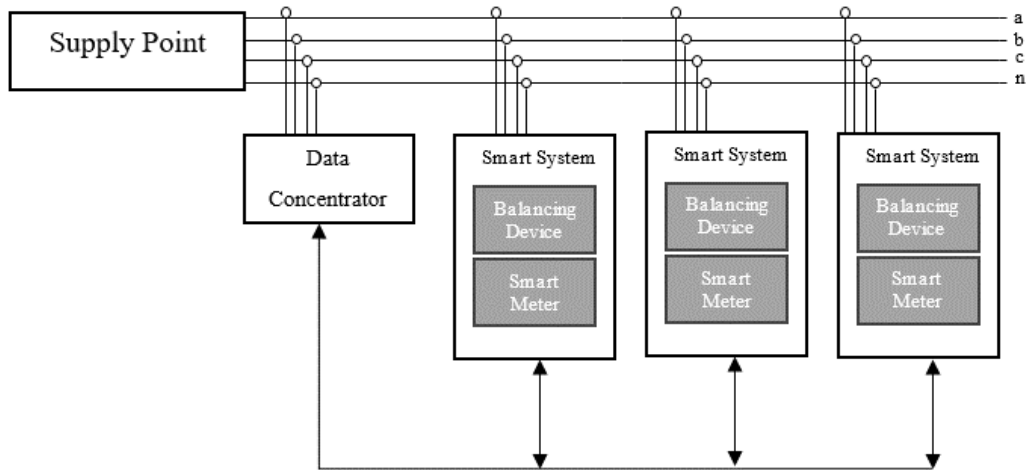 Supply Point
a
b
c
n
Data
Concentrator
Smart System
Balancing
Device
Smart
Meter
Smart System
Balancing
Device
Smart
Meter
Smart System
Balancing
Device
Smart
Meter